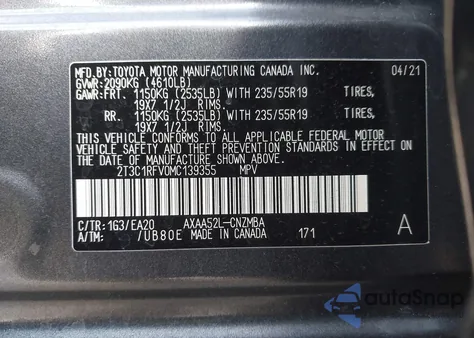 MFD.BY:TOYOTA MOTOR MANUFACTURING CANADA INC. 04/21
GVWR:2090KG (4610LB)
GAWR:FRT. 1150KG (2535LB) WITH 235/55R19 TIRES,
19X7 1/2J RIMS.
RR. 1150KG (2535LB) WITH 235/55R19 TIRES,
19X7 1/2J RIMS.
THIS VEHICLE CONFORMS TO ALL APPLICABLE FEDERAL MOTOR
VEHICLE SAFETY AND THEFT PREVENTION STANDARDS IN
EFFECT ON THE DATE OF MANUFACTURE SHOWN ABOVE.
2T3C1RFV0MC139355 MPV
C/TR:1G3/EA20 AXAA52L-CNZMBA A
A/TM: /UB80E MADE IN CANADA 171
autoSnap